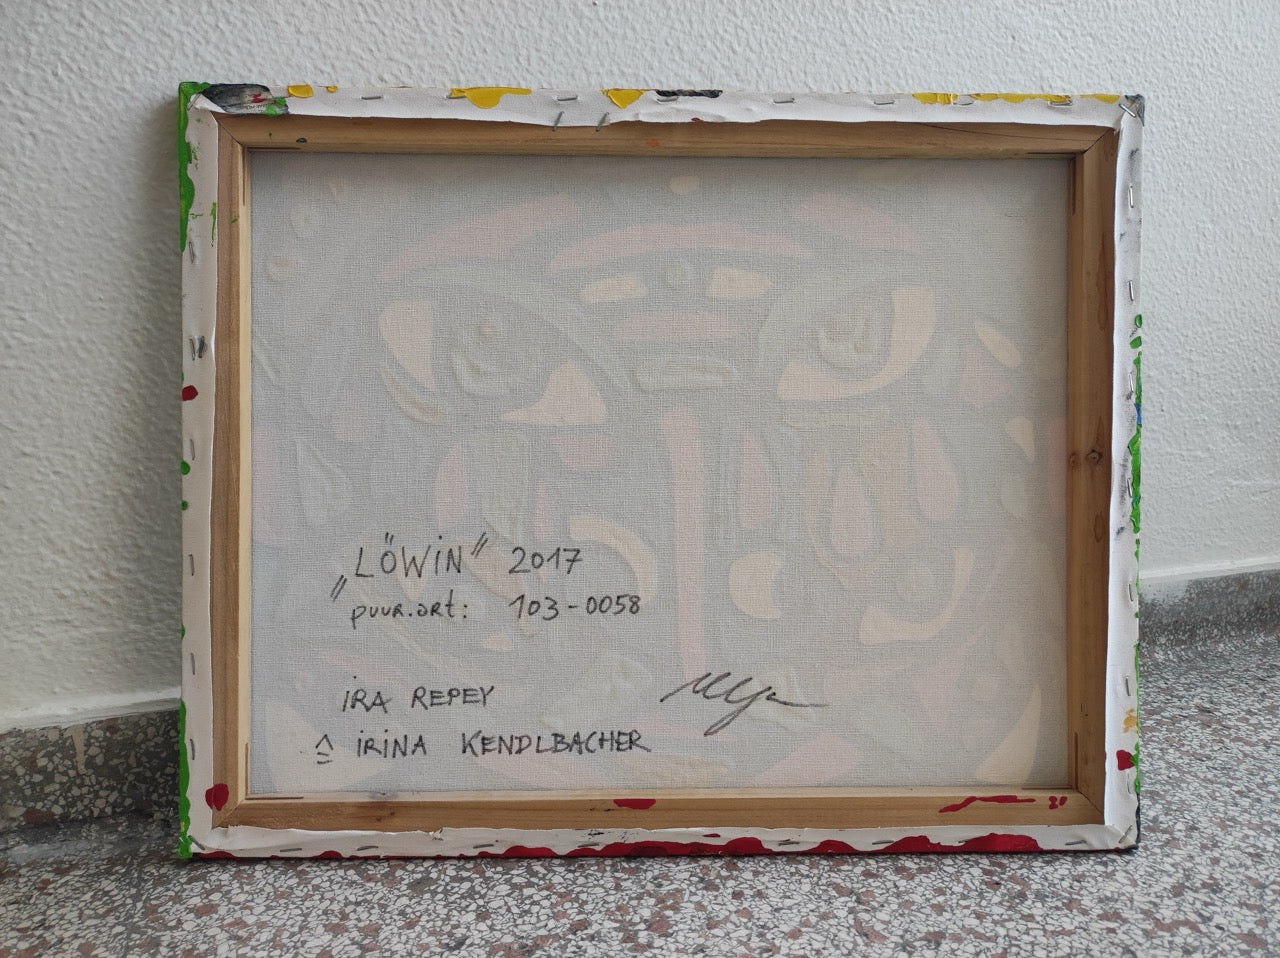 „LÖWiN" 2017
puur.art: 103-0058
iRA REPEY
≙ iRiNA KENDLBACHER